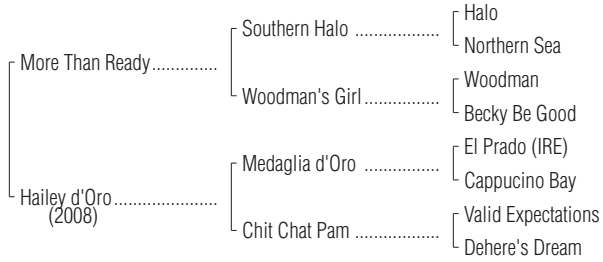 Halo
Southern Halo ..................
Northern Sea
More Than Ready..............
Woodman
Woodman's Girl................
Becky Be Good
El Prado (IRE)
Medaglia d'Oro ................
Cappucino Bay
Hailey d'Oro......................
(2008)
Valid Expectations
Chit Chat Pam ..................
Dehere's Dream